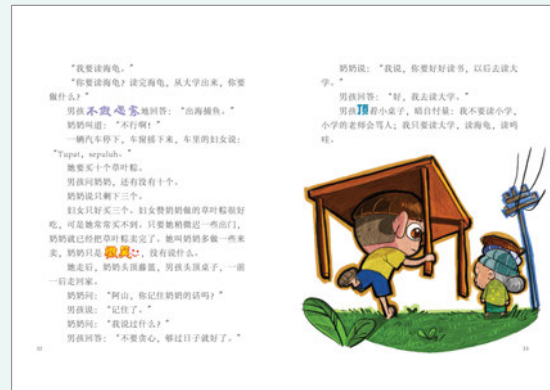 “我要读海龟。”
“你要读海龟？读完海龟，从大学出来，你要
做什么？”
男孩不假思索地回答：“出海捕鱼。”
奶奶叫道：“不行啊！”
一辆汽车停下，车窗摇下来，车里的妇女说：
“Tupat, sepuluh.”
她要买十个草叶粽。
男孩问奶奶，还有没有十个。
奶奶说只剩下三个。
妇女只好买三个。妇女赞奶奶做的草叶粽很好
吃，可是她常常买不到。只要她稍微迟一些出门，
奶奶就已经把草叶粽卖完了。她叫奶奶多做一些来
卖，奶奶只是微笑，没有说什么。
她走后，奶奶头顶藤篮，男孩头顶桌子，一前
一后走回家。
奶奶问：“阿山，你记住奶奶的话吗？”
男孩说：“记住了。”
奶奶问：“我说过什么？”
男孩回答：“不要贪心，够过日子就好了。”
32
奶奶说：“我说，你要好好读书，以后去读大
学。”
男孩回答：“好，我去读大学。”
男孩顶着小桌子，暗自忖量：我不要读小学，
小学的老师会骂人；我只要读大学，读海龟，读呜
哇。
33